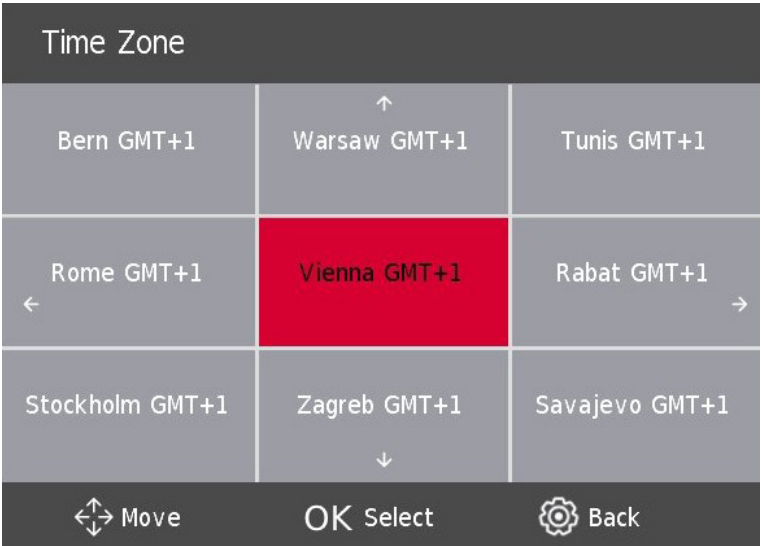 Time Zone
Bern GMT+1
Warsaw GMT+1
Tunis GMT+1
Rome GMT+1
Vienna GMT+1
Rabat GMT+1
Stockholm GMT+1
Zagreb GMT+1
Savajevo GMT+1
Move
OK Select
Back